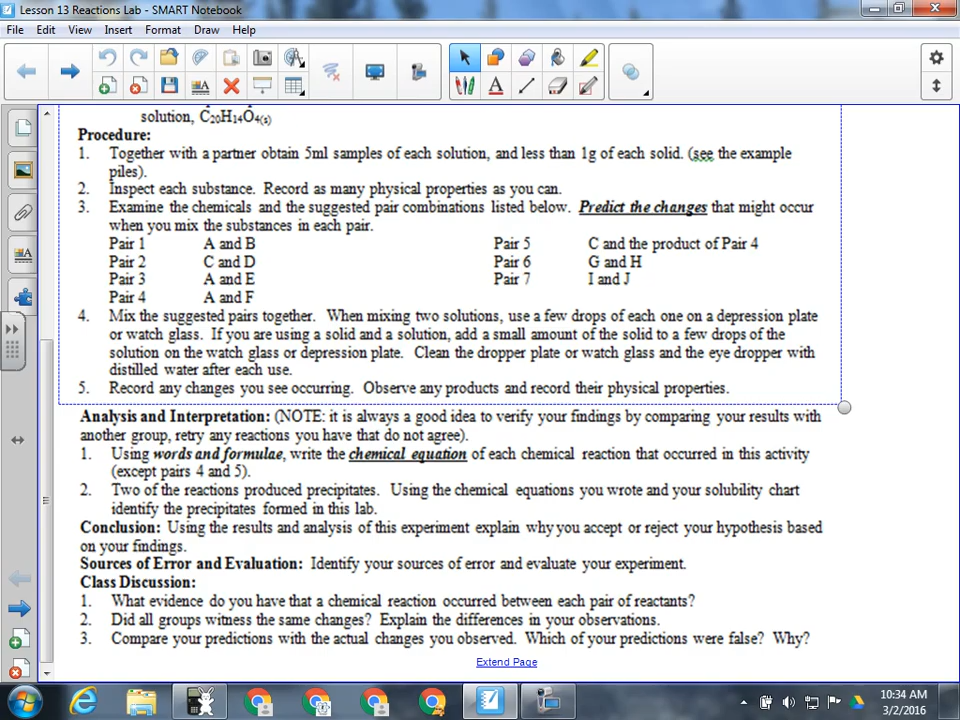 Lesson 13 Reactions Lab - SMART Notebook
File Edit View Insert Format Draw Help
solution, C20H14O4(s)
Procedure:
1. Together with a partner obtain 5ml samples of each solution, and less than 1g of each solid. (see the example
piles).
2. Inspect each substance. Record as many physical properties as you can.
3. Examine the chemicals and the suggested pair combinations listed below. Predict the changes that might occur
when you mix the substances in each pair.
Pair 1 A and B Pair 5 C and the product of Pair 4
Pair 2 C and D Pair 6 G and H
Pair 3 A and E Pair 7 I and J
Pair 4 A and F
4. Mix the suggested pairs together. When mixing two solutions, use a few drops of each one on a depression plate
or watch glass. If you are using a solid and a solution, add a small amount of the solid to a few drops of the
solution on the watch glass or depression plate. Clean the dropper plate or watch glass and the eye dropper with
distilled water after each use.
5. Record any changes you see occurring. Observe any products and record their physical properties.
Analysis and Interpretation: (NOTE: it is always a good idea to verify your findings by comparing your results with
another group, retry any reactions you have that do not agree).
1. Using words and formulae, write the chemical equation of each chemical reaction that occurred in this activity
(except pairs 4 and 5).
2. Two of the reactions produced precipitates. Using the chemical equations you wrote and your solubility chart
identify the precipitates formed in this lab.
Conclusion: Using the results and analysis of this experiment explain why you accept or reject your hypothesis based
on your findings.
Sources of Error and Evaluation: Identify your sources of error and evaluate your experiment.
Class Discussion:
1. What evidence do you have that a chemical reaction occurred between each pair of reactants?
2. Did all groups witness the same changes? Explain the differences in your observations.
3. Compare your predictions with the actual changes you observed. Which of your predictions were false? Why?
Extend Page
10:34 AM
3/2/2016